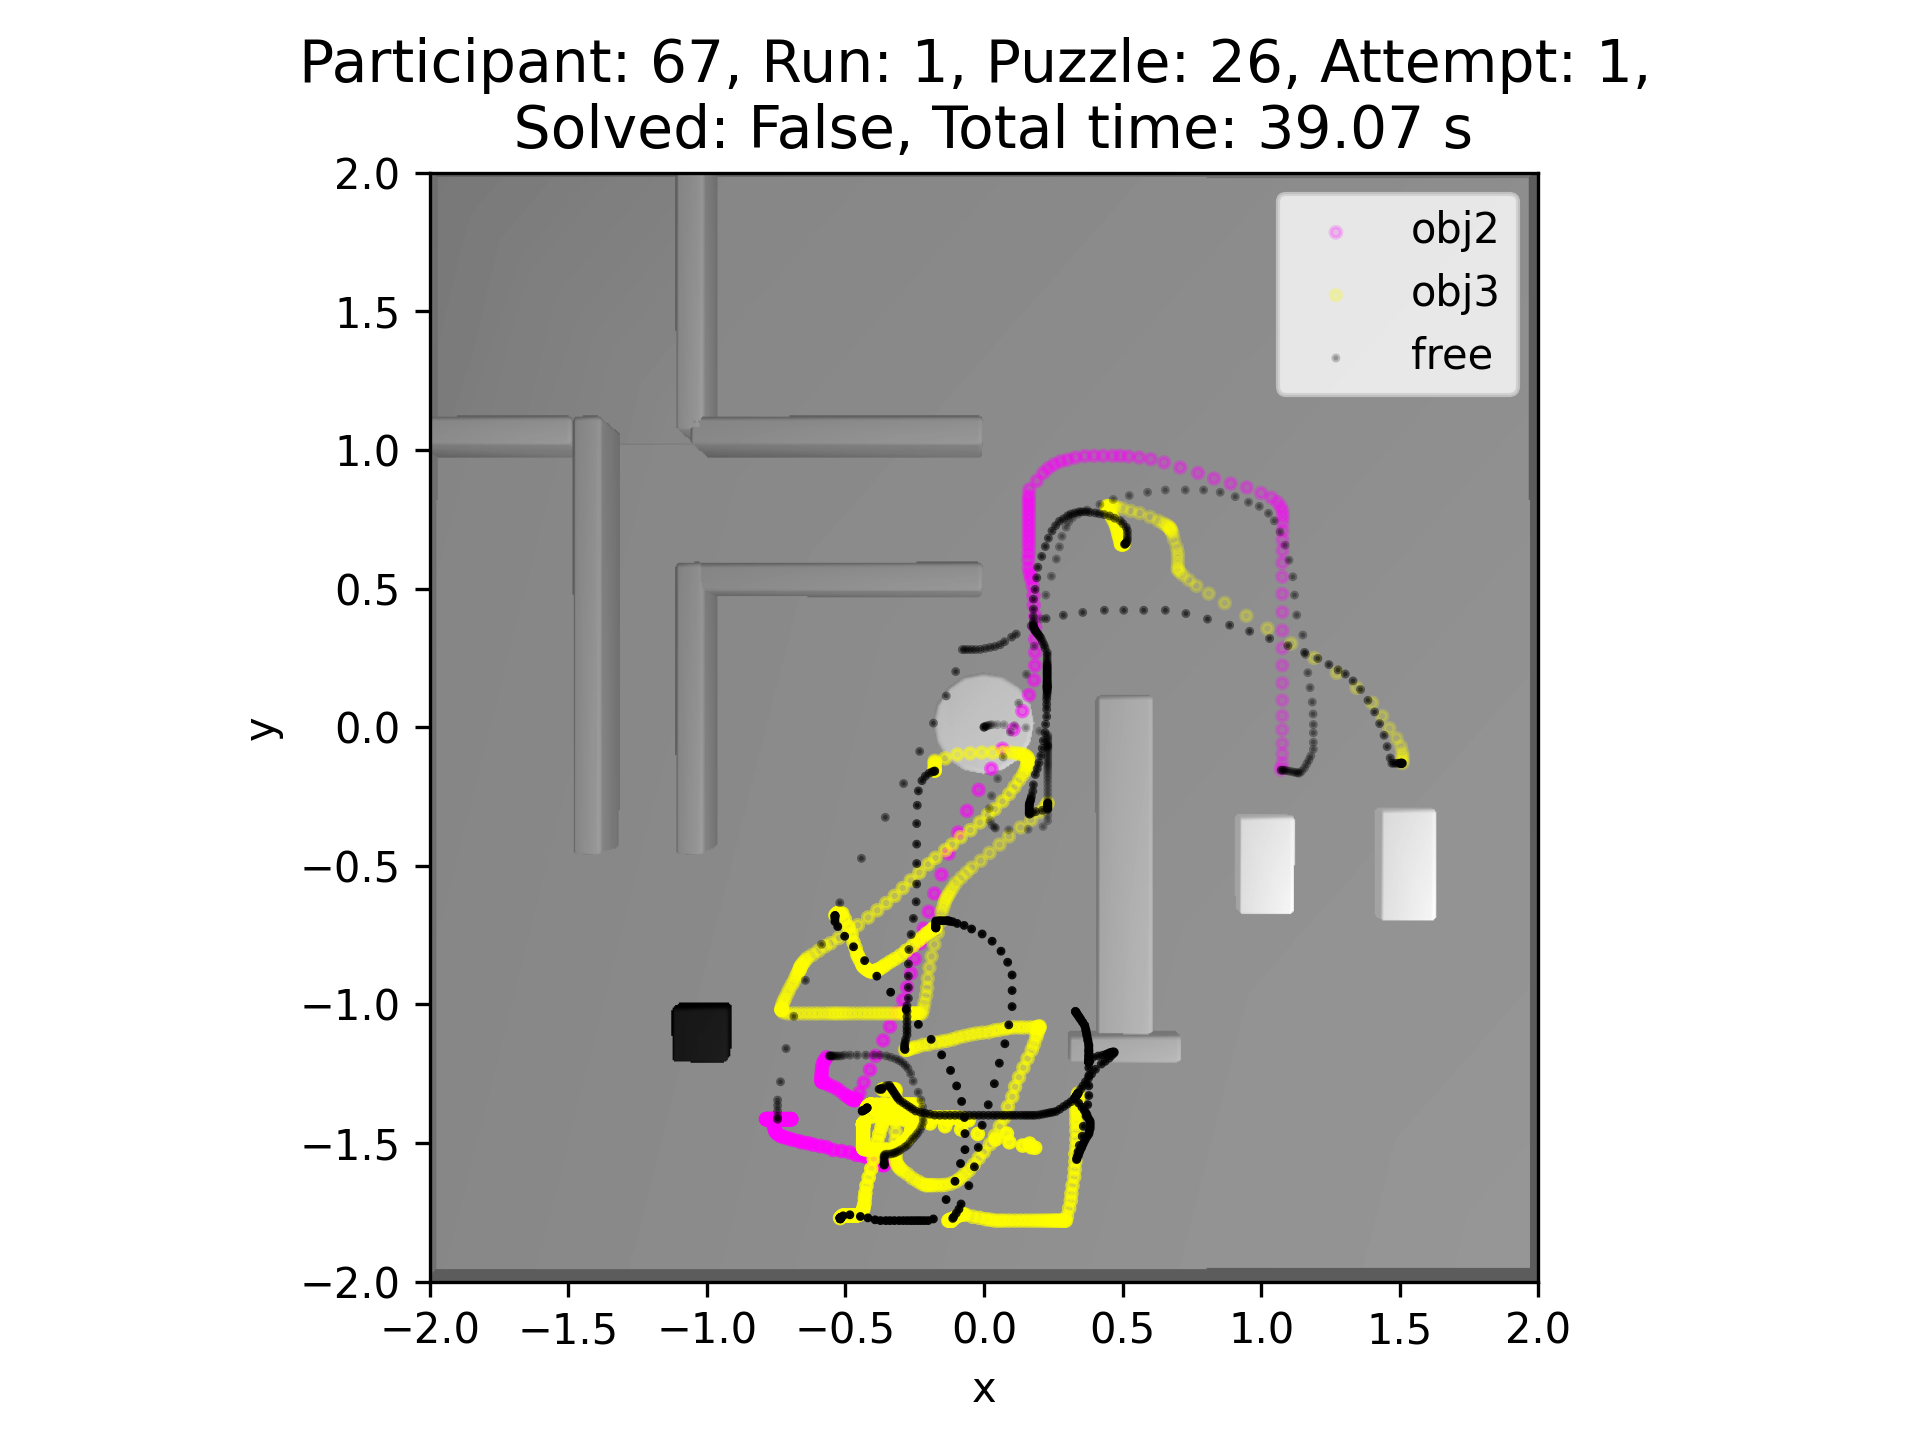 Participant: 67, Run: 1, Puzzle: 26, Attempt: 1,
Solved: False, Total time: 39.07 s
obj2
obj3
free
2.0
1.5
1.0
0.5
0.0
−0.5
−1.0
−1.5
−2.0
y
−2.0 −1.5 −1.0 −0.5 0.0 0.5 1.0 1.5 2.0
x